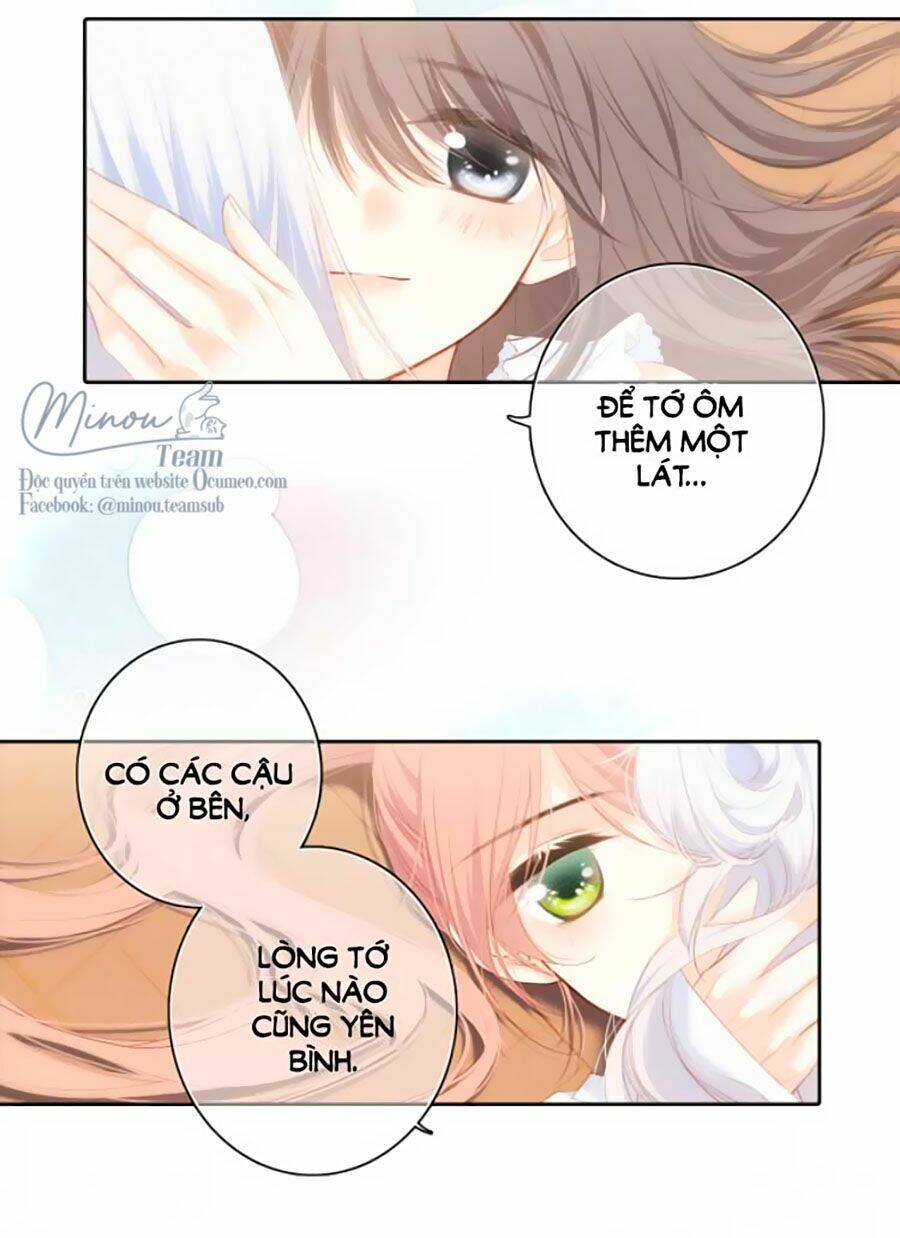 ĐỂ TỚ ÔM
THÊM MỘT
LÁT...
Minou
Team
Độc quyền trên website Ocumeo.com
Facebook: @minou.teamsub
CÓ CÁC CẬU
Ở BÊN,
LÒNG TỚ
LÚC NÀO
CŨNG YÊN
BÌNH.